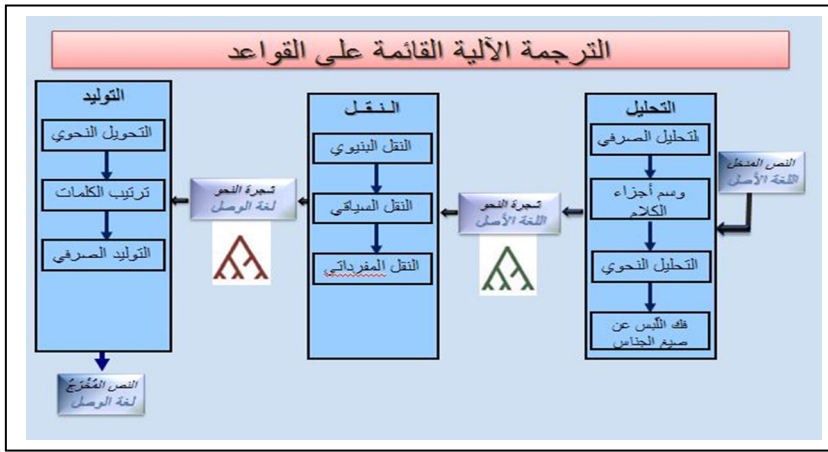 الترجمة الآلية القائمة على القواعد
النص المدخل
اللغة الأصل
التحليل
التحليل الصرفي
وسم أجزاء
الكلام
التحليل النحوي
فك اللّبس عن
صيغ الجناس
شجرة النحو
اللغة الأصل
النـقـل
النقل البنيوي
النقل السياقي
النقل المفرداتي
شجرة النحو
لغة الوصل
التوليد
التحويل النحوي
ترتيب الكلمات
التوليد الصرفي
النص المُخْرَجُ
لغة الوصل